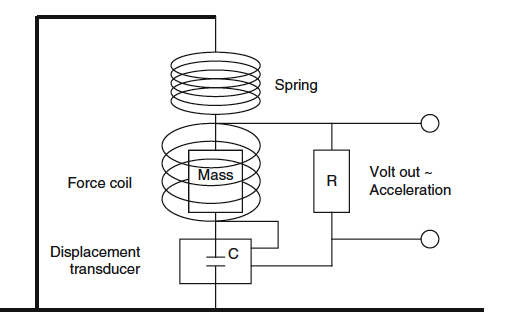 Spring
Force coil
Mass
R
Volt out ~
Acceleration
Displacement
transducer
C